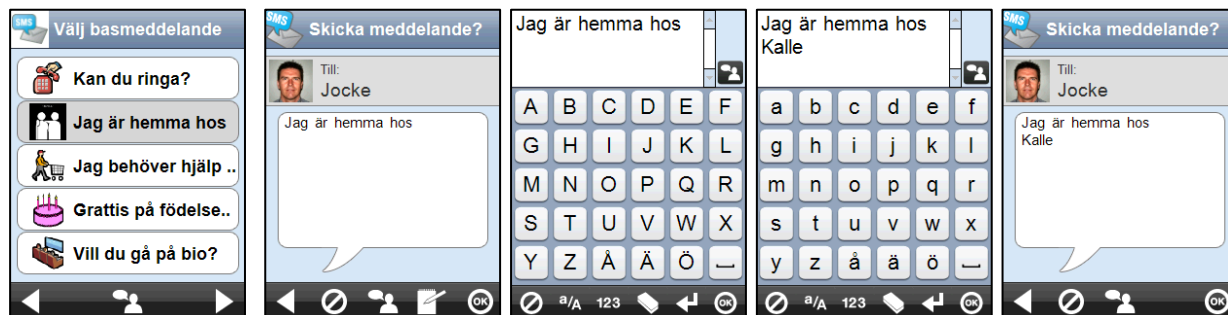 SMS Välj basmeddelande
Kan du ringa?
Jag är hemma hos
Jag behöver hjälp ..
Grattis på födelse..
Vill du gå på bio?
SMS Skicka meddelande?
Till:
Jocke
Jag är hemma hos
OK
Jag är hemma hos
A B C D E F
G H I J K L
M N O P Q R
S T U V W X
Y Z Å Ä Ö
a/A 123 OK
Jag är hemma hos
Kalle
a b c d e f
g h i j k l
m n o p q r
s t u v w x
y z å ä ö
a/A 123 OK
SMS Skicka meddelande?
Till:
Jocke
Jag är hemma hos
Kalle
OK